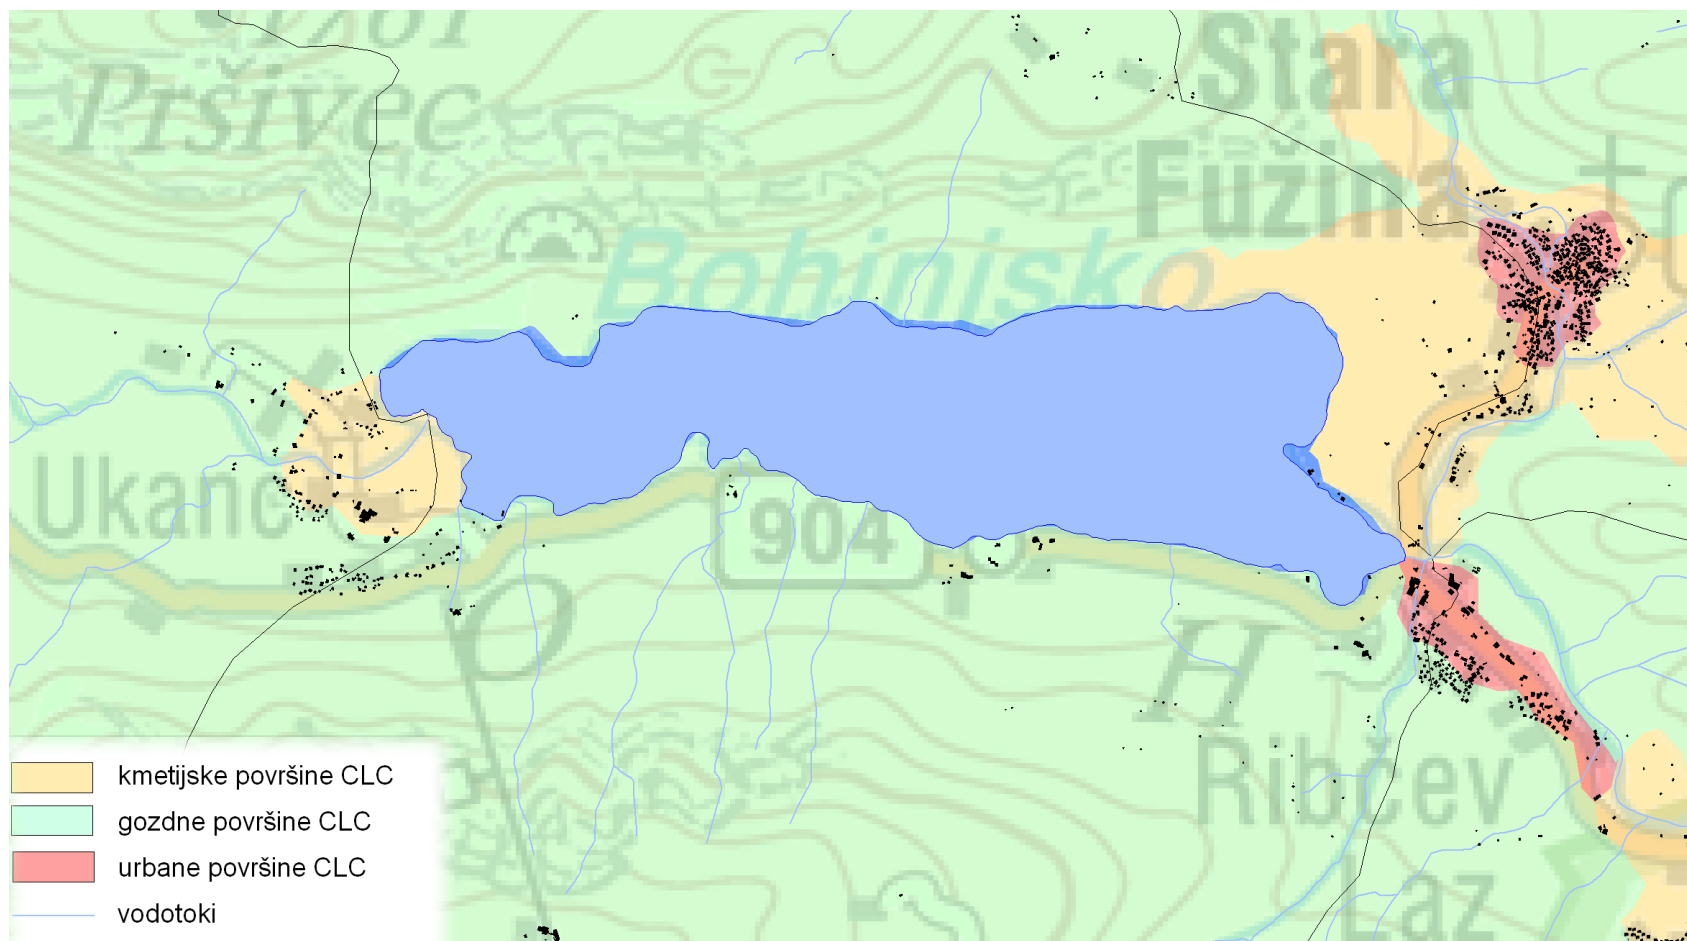 Pršivec
Stara
Fužina
Bohinjsko
Ukanc
904
O
H
Ribčev
Laz
kmetijske površine CLC
gozdne površine CLC
urbane površine CLC
vodotoki